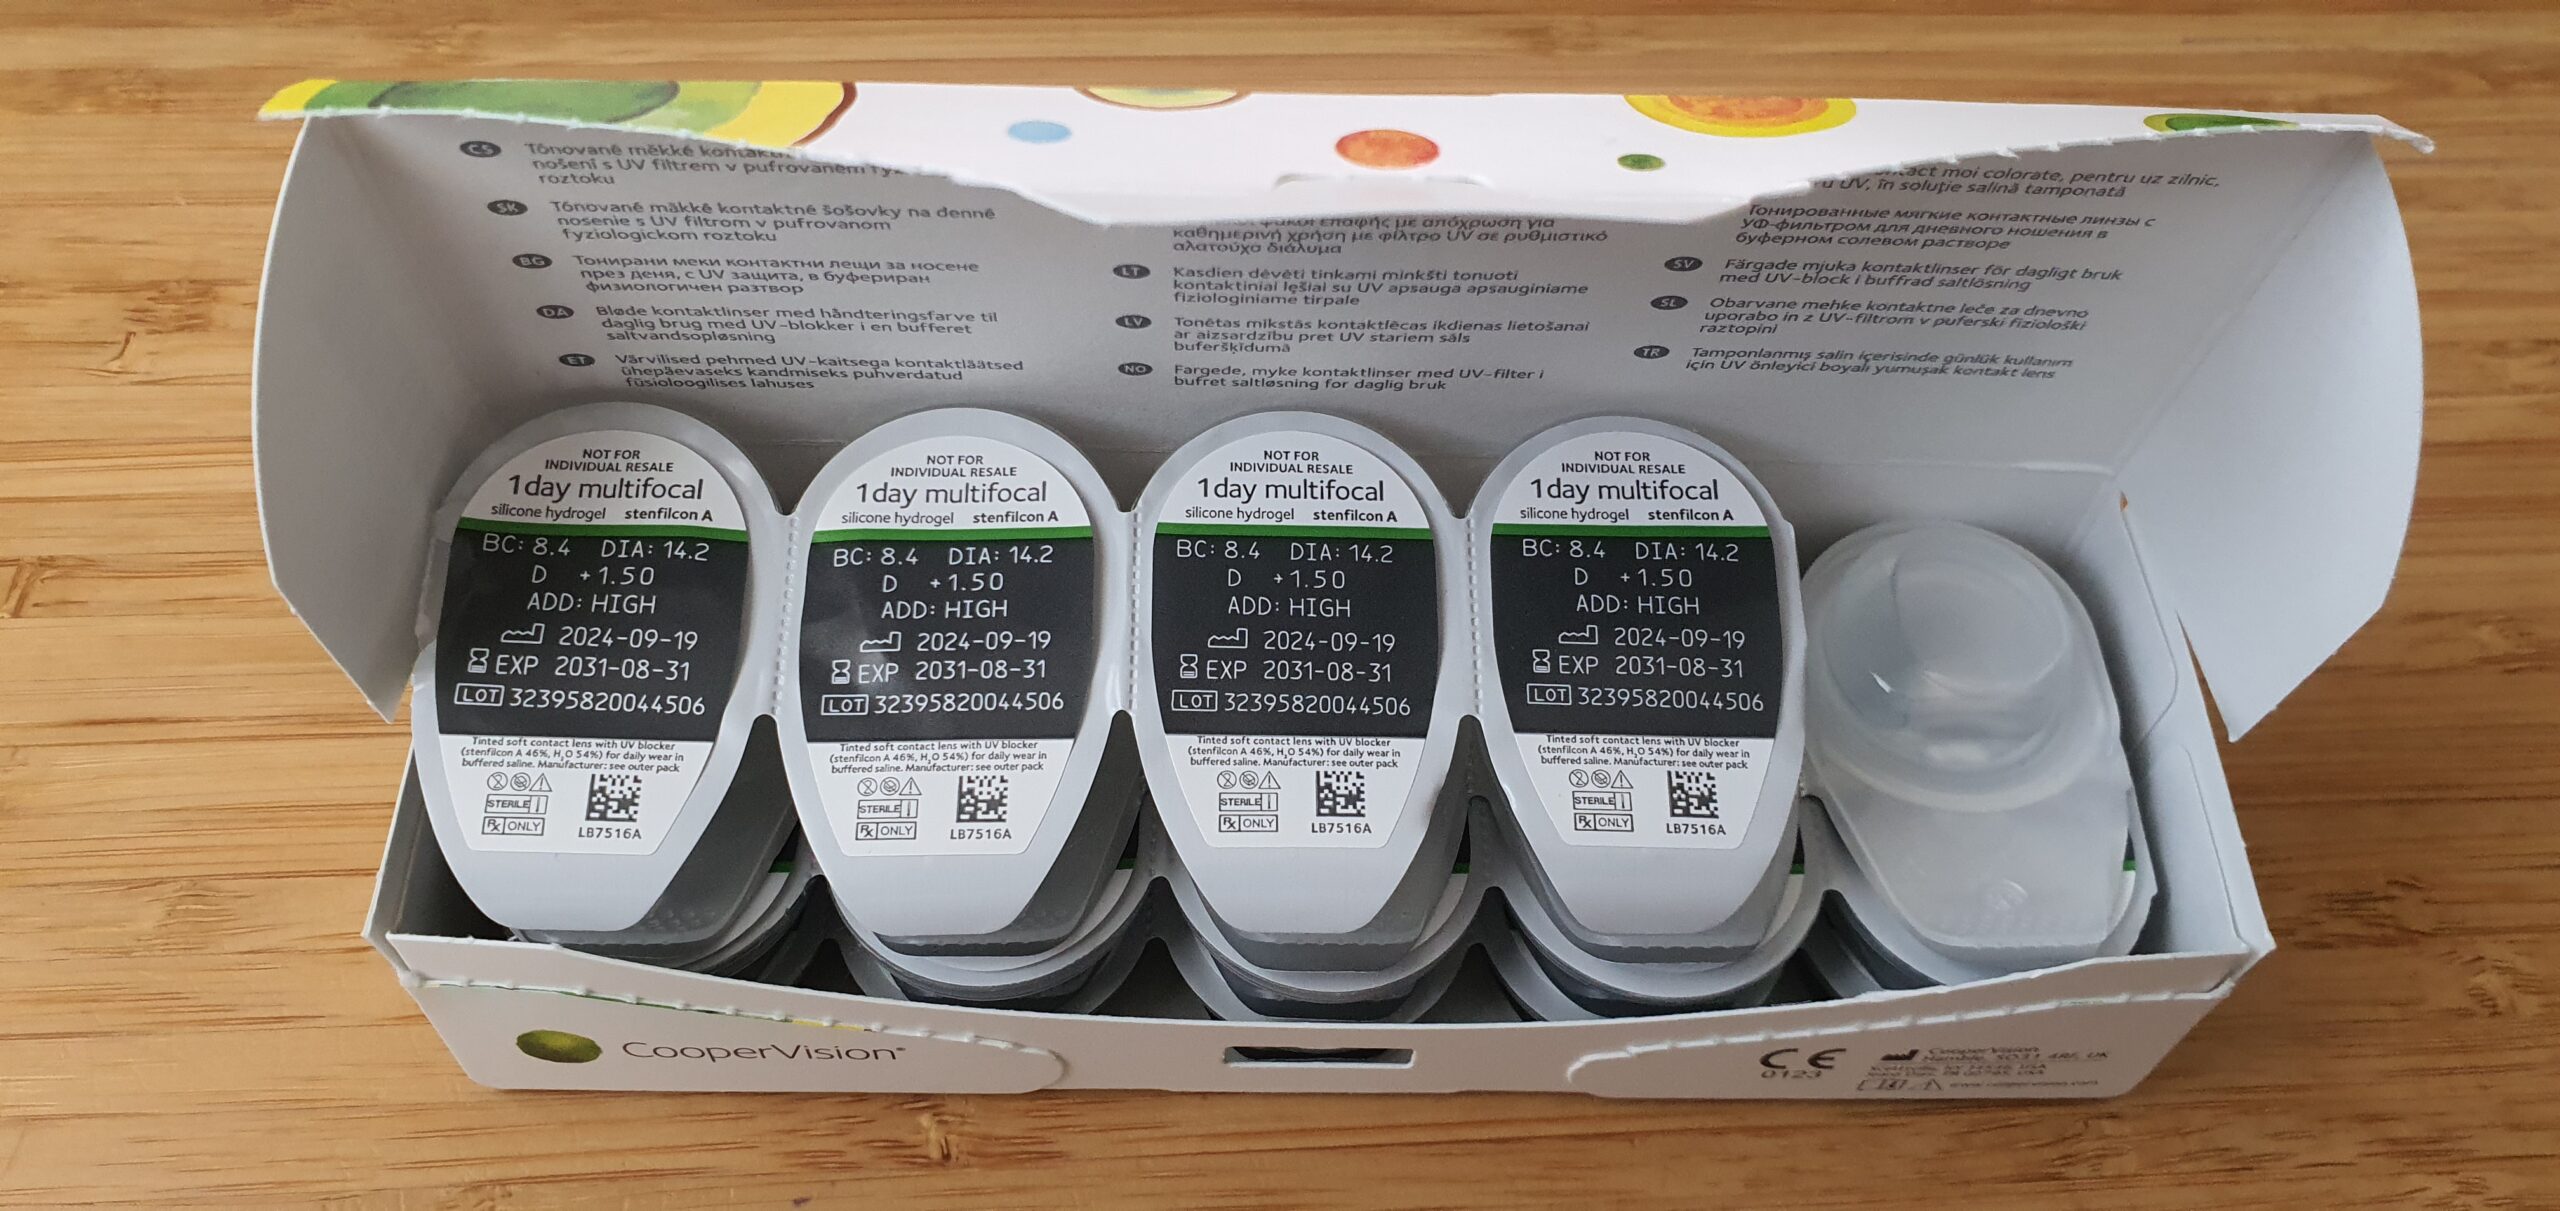 CS Tónované měkké
nošení s UV filtrem v pufrovaném
roztoku
SK Tónované mäkké kontaktné šošovky na denné
nosenie s UV filtrom v pufrovanom
fyziologickom roztoku
BG Тонирани меки контактни лещи за носене
през деня, с UV защита, в буфериран
физиологичен разтвор
DA Bløde kontaktlinser med håndteringsfarve til
daglig brug med UV-blokker i en bufferet
saltvandsopløsning
ET Värvilised pehmed UV-kaitsega kontaktläätsed
ühepäevaseks kandmiseks puhverdatud
füsioloogilises lahuses
φακοί επαφής με απόχρωση για
καθημερινή χρήση με φίλτρο UV σε ρυθμιστικό
αλατούχο διάλυμα
LT Kasdien dėvėti tinkami minkšti tonuoti
kontaktiniai lęšiai su UV apsauga apsauginiame
fiziologiniame tirpale
LV Tonētas mīkstās kontaktlēcas ikdienas lietošanai
ar aizsardzību pret UV stariem sāls
buferšķīdumā
NO Fargede, myke kontaktlinser med UV-filter i
bufret saltløsning for daglig bruk
moi colorate, pentru uz zilnic,
UV, în soluție salină tamponată
Тонированные мягкие контактные линзы с
УФ-фильтром для дневного ношения в
буферном солевом растворе
SV Färgade mjuka kontaktlinser för dagligt bruk
med UV-block i buffrad saltlösning
SL Obarvane mehke kontaktne leče za dnevno
uporabo in z UV-filtrom v puferski fiziološki
raztopini
TR Tamponlanmış salin içerisinde günlük kullanım
için UV önleyici boyalı yumuşak kontakt lens
NOT FOR
INDIVIDUAL RESALE
1day multifocal
silicone hydrogel stenfilcon A
BC: 8.4 DIA: 14.2
D +1.50
ADD: HIGH
2024-09-19
EXP 2031-08-31
LOT 32395820044506
Tinted soft contact lens with UV blocker
(stenfilcon A 46%, H₂O 54%) for daily wear in
buffered saline. Manufacturer: see outer pack
STERILE
Rx ONLY
LB7516A
NOT FOR
INDIVIDUAL RESALE
1day multifocal
silicone hydrogel stenfilcon A
BC: 8.4 DIA: 14.2
D +1.50
ADD: HIGH
2024-09-19
EXP 2031-08-31
LOT 32395820044506
Tinted soft contact lens with UV blocker
(stenfilcon A 46%, H₂O 54%) for daily wear in
buffered saline. Manufacturer: see outer pack
STERILE
Rx ONLY
LB7516A
NOT FOR
INDIVIDUAL RESALE
1day multifocal
silicone hydrogel stenfilcon A
BC: 8.4 DIA: 14.2
D +1.50
ADD: HIGH
2024-09-19
EXP 2031-08-31
LOT 32395820044506
Tinted soft contact lens with UV blocker
(stenfilcon A 46%, H₂O 54%) for daily wear in
buffered saline. Manufacturer: see outer pack
STERILE
Rx ONLY
LB7516A
NOT FOR
INDIVIDUAL RESALE
1day multifocal
silicone hydrogel stenfilcon A
BC: 8.4 DIA: 14.2
D +1.50
ADD: HIGH
2024-09-19
EXP 2031-08-31
LOT 32395820044506
Tinted soft contact lens with UV blocker
(stenfilcon A 46%, H₂O 54%) for daily wear in
buffered saline. Manufacturer: see outer pack
STERILE
Rx ONLY
LB7516A
CooperVision®
CE
0123
CooperVision